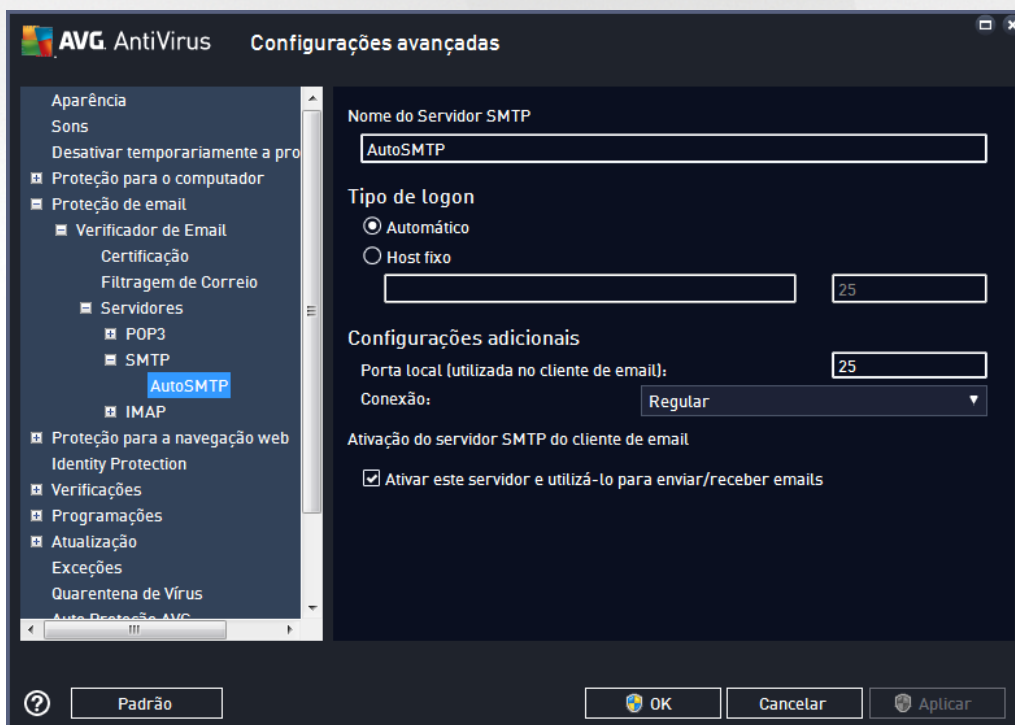 AVG. AntiVirus Configurações avançadas
Aparência
Sons
Desativar temporariamente a pro
Proteção para o computador
Proteção de email
Verificador de Email
Certificação
Filtragem de Correio
Servidores
POP3
SMTP
AutoSMTP
IMAP
Proteção para a navegação web
Identity Protection
Verificações
Programações
Atualização
Exceções
Quarentena de Vírus
Auto Proteção AVG
Nome do Servidor SMTP
AutoSMTP
Tipo de logon
Automático
Host fixo
25
Configurações adicionais
Porta local (utilizada no cliente de email): 25
Conexão: Regular
Ativação do servidor SMTP do cliente de email
Ativar este servidor e utilizá-lo para enviar/receber emails
? Padrão OK Cancelar Aplicar